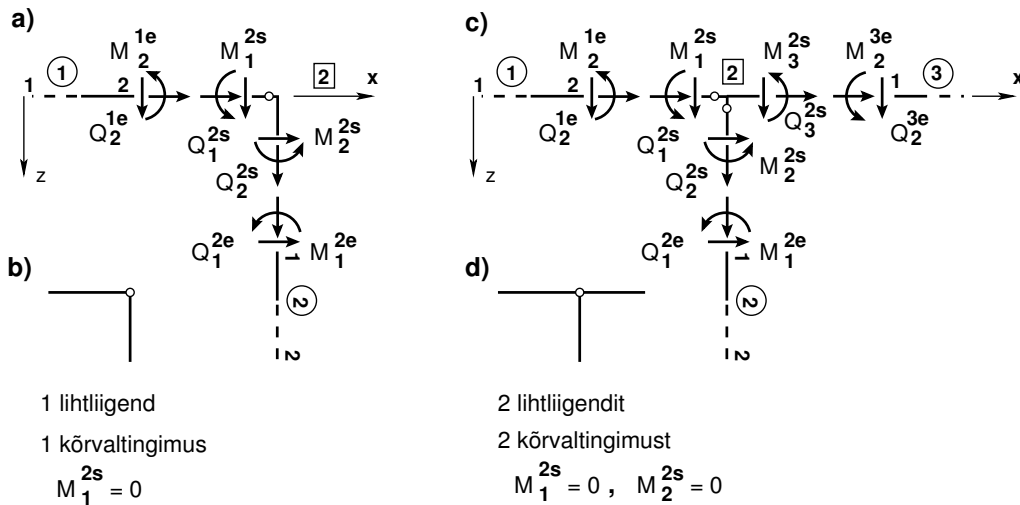 a)
M 2 1e
M 1 2s
1
1
2
2
x
Q 2 1e
Q 1 2s
M 2 2s
z
Q 2 2s
Q 1 2e
M 1 2e
1
2
2
b)
1 lihtliigend
1 kõrvaltingimus
M 1 2s = 0
c)
M 2 1e
M 1 2s
M 3 2s
M 2 3e
1
1
2
2
1
3
x
Q 2 1e
Q 1 2s
Q 3 2s
Q 2 3e
z
Q 2 2s
M 2 2s
Q 1 2e
M 1 2e
1
2
2
d)
2 lihtliigendit
2 kõrvaltingimust
M 1 2s = 0 , M 2 2s = 0